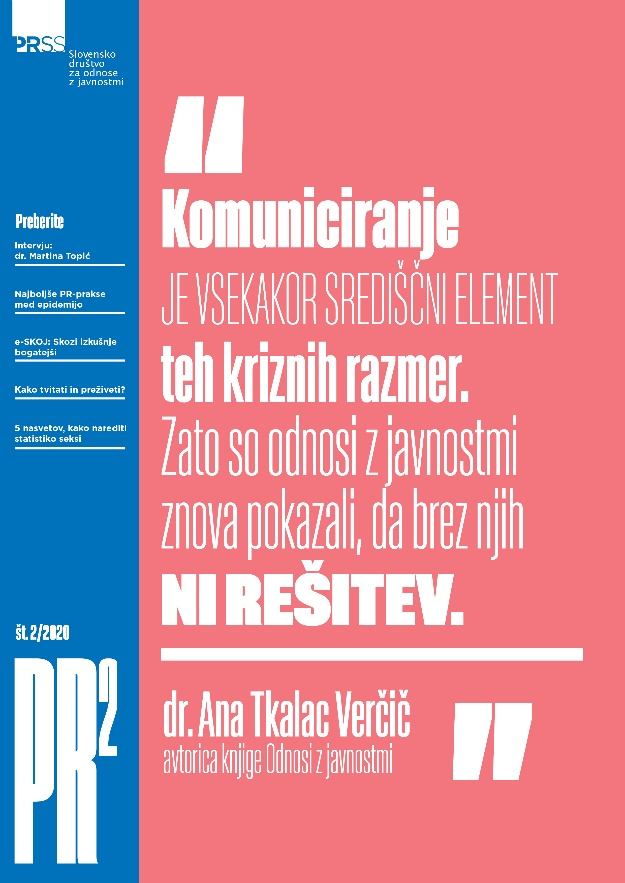 PRSS
Slovensko
društvo
za odnose
z javnostmi
Preberite
Intervju:
dr. Martina Topić
Najboljše PR-prakse
med epidemijo
e-SKOJ: Skozi izkušnje
bogatejši
Kako tvitati in preživeti?
5 nasvetov, kako narediti
statistiko seksi
št. 2/2020
PR²
"
Komuniciranje
JE VSEKAKOR SREDIŠČNI ELEMENT
teh kriznih razmer.
Zato so odnosi z javnostmi
znova pokazali, da brez njih
NI REŠITEV.
dr. Ana Tkalac Verčič
avtorica knjige Odnosi z javnostmi
"